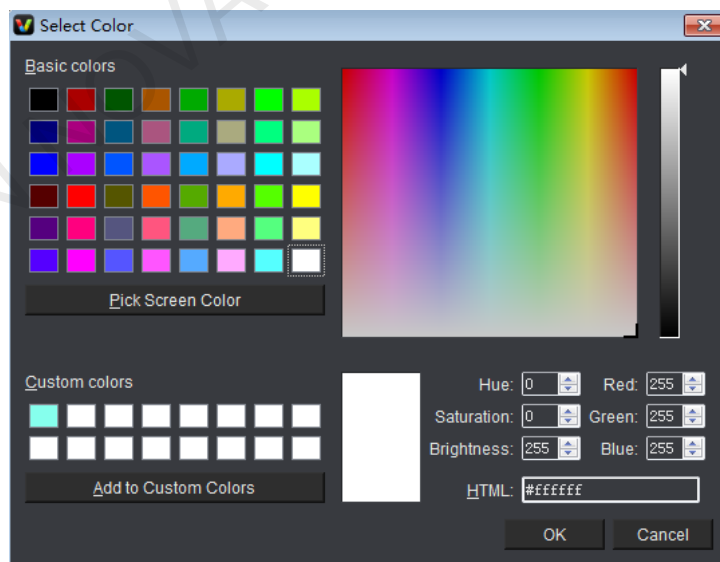 Select Color
Basic colors
Pick Screen Color
Custom colors
Add to Custom Colors
Hue: 0 Red: 255
Saturation: 0 Green: 255
Brightness: 255 Blue: 255
HTML: #ffffff
OK Cancel